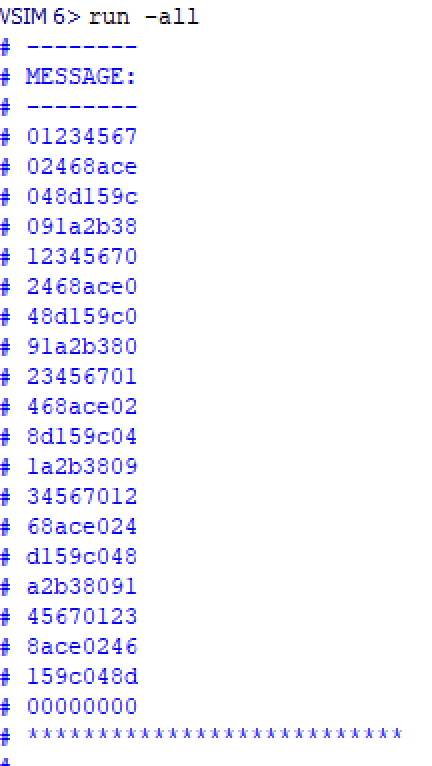 VSIM 6> run -all
# --------
# MESSAGE:
# --------
# 01234567
# 02468ace
# 048d159c
# 091a2b38
# 12345670
# 2468ace0
# 48d159c0
# 91a2b380
# 23456701
# 468ace02
# 8d159c04
# 1a2b3809
# 34567012
# 68ace024
# d159c048
# a2b38091
# 45670123
# 8ace0246
# 159c048d
# 00000000
# ***************************
#